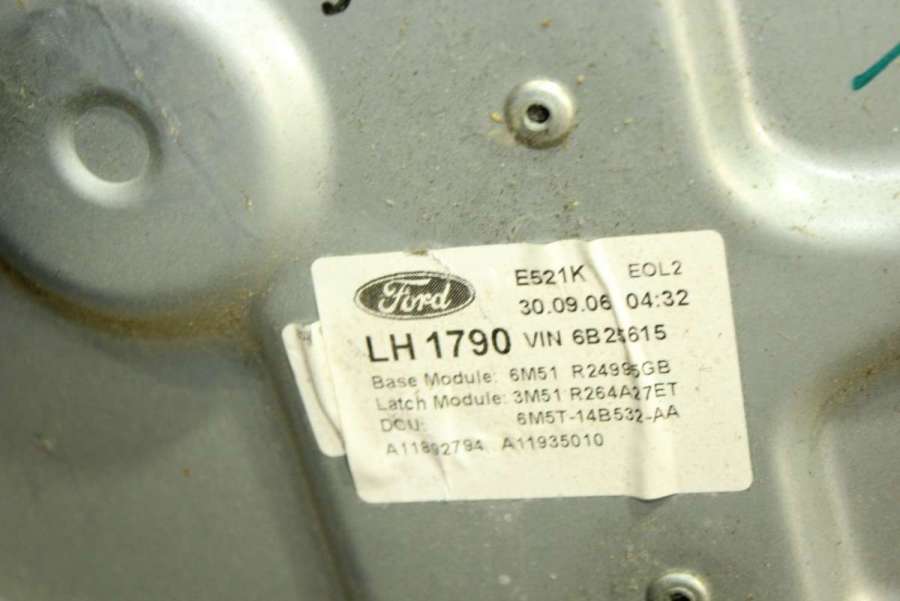 Ford E521K EOL2
30.09.06 04:32
LH 1790 VIN 6B25615
Base Module: 6M51 R24995GB
Latch Module: 3M51 R264A27ET
DCU: 6M5T-14B532-AA
A11892794 A11935010